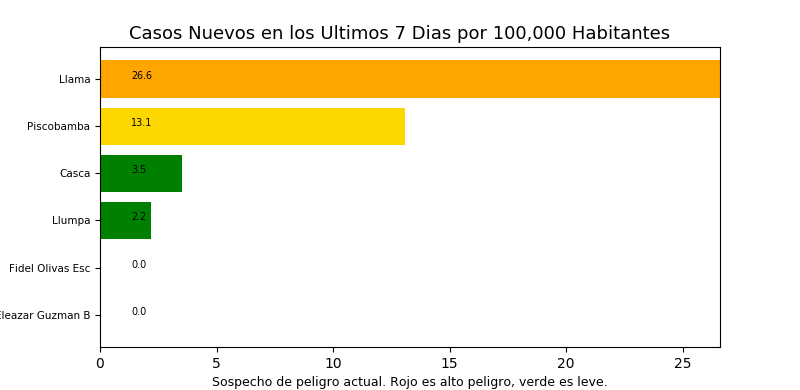 Casos Nuevos en los Ultimos 7 Dias por 100,000 Habitantes
Llama 26.6
Piscobamba 13.1
Casca 3.5
Llumpa 2.2
Fidel Olivas Esc 0.0
Eleazar Guzman B 0.0
0 5 10 15 20 25
Sospecho de peligro actual. Rojo es alto peligro, verde es leve.